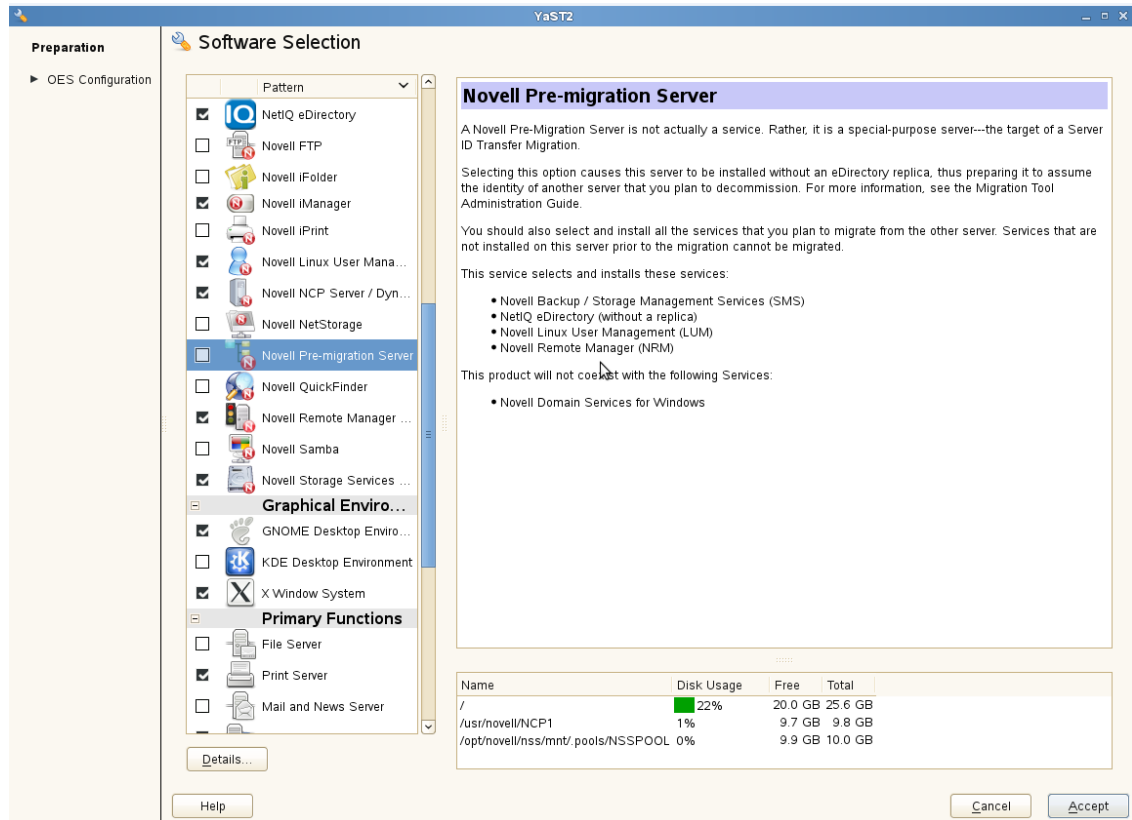 YaST2
Preparation
OES Configuration
Software Selection
Pattern
NetIQ eDirectory
Novell FTP
Novell iFolder
Novell iManager
Novell iPrint
Novell Linux User Mana...
Novell NCP Server / Dyn...
Novell NetStorage
Novell Pre-migration Server
Novell QuickFinder
Novell Remote Manager ...
Novell Samba
Novell Storage Services ...
Graphical Enviro...
GNOME Desktop Enviro...
KDE Desktop Environment
X Window System
Primary Functions
File Server
Print Server
Mail and News Server
Details...
Novell Pre-migration Server
A Novell Pre-Migration Server is not actually a service. Rather, it is a special-purpose server---the target of a Server
ID Transfer Migration.
Selecting this option causes this server to be installed without an eDirectory replica, thus preparing it to assume
the identity of another server that you plan to decommission. For more information, see the Migration Tool
Administration Guide.
You should also select and install all the services that you plan to migrate from the other server. Services that are
not installed on this server prior to the migration cannot be migrated.
This service selects and installs these services:
• Novell Backup / Storage Management Services (SMS)
• NetIQ eDirectory (without a replica)
• Novell Linux User Management (LUM)
• Novell Remote Manager (NRM)
This product will not coexist with the following Services:
• Novell Domain Services for Windows
Name Disk Usage Free Total
/ 22% 20.0 GB 25.6 GB
/usr/novell/NCP1 1% 9.7 GB 9.8 GB
/opt/novell/nss/mnt/.pools/NSSPOOL 0% 9.9 GB 10.0 GB
Help
Cancel
Accept